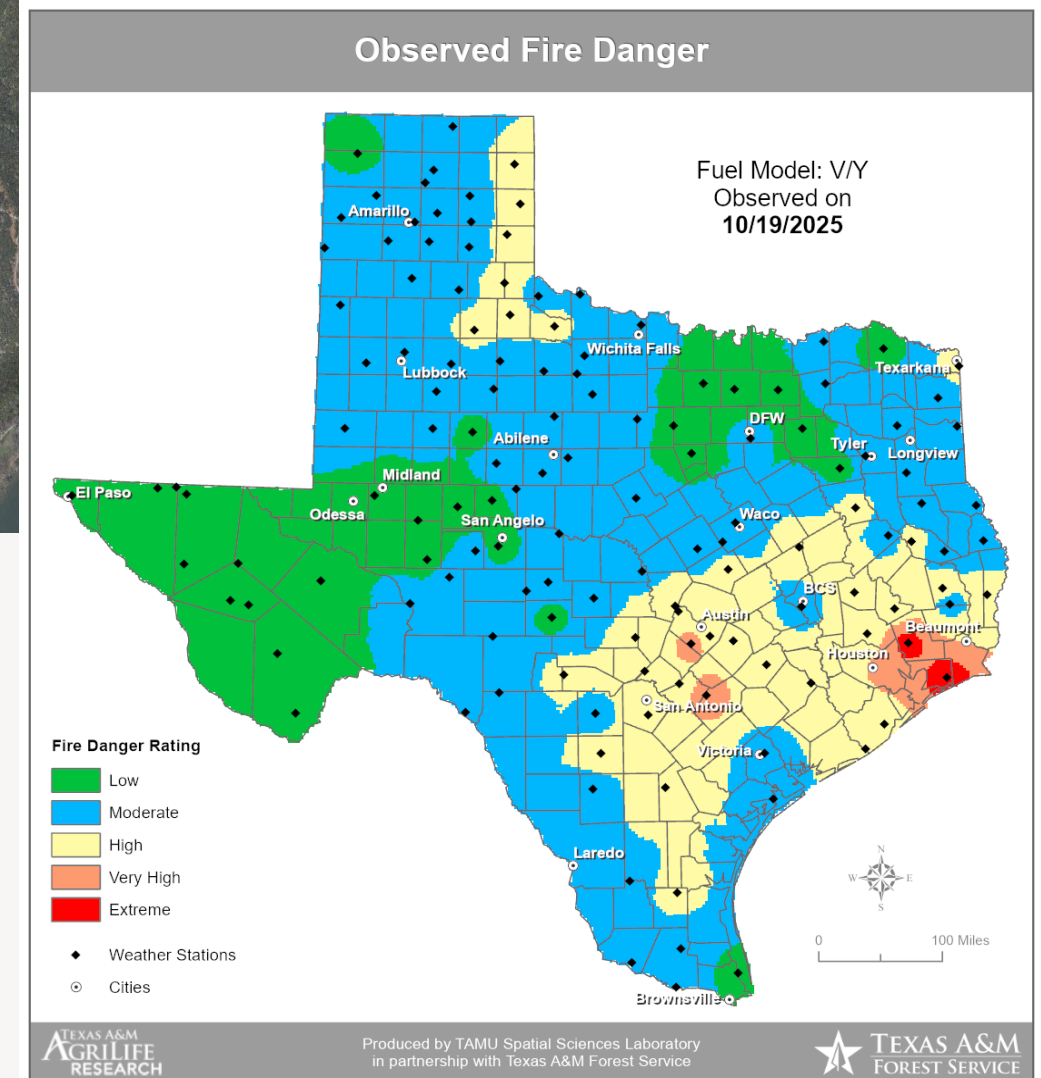 Observed Fire Danger
Fuel Model: V/Y
Observed on
10/19/2025
Amarillo
Wichita Falls
Texarkana
Lubbock
DFW
Abilene
Tyler
Longview
Midland
El Paso
Odessa
San Angelo
Waco
BCS
Austin
Beaumont
Houston
San Antonio
Victoria
Laredo
Brownsville
Fire Danger Rating
Low
Moderate
High
Very High
Extreme
Weather Stations
Cities
N
W
E
S
0
100 Miles
TEXAS A&M
AGRILIFE
RESEARCH
Produced by TAMU Spatial Sciences Laboratory
in partnership with Texas A&M Forest Service
TEXAS A&M
FOREST SERVICE